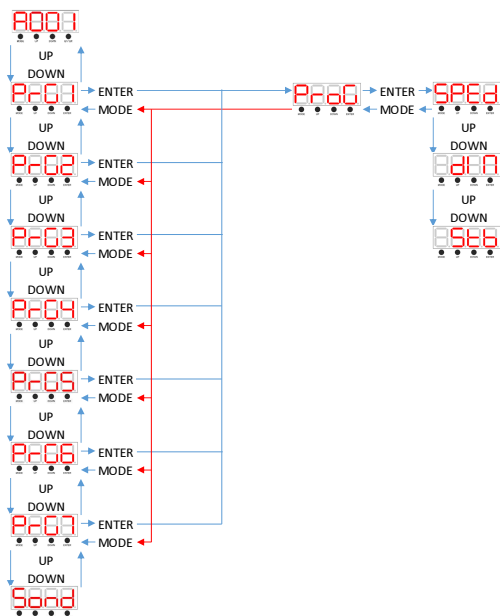 A001
UP
DOWN
PrG1 ENTER ProG ENTER SPEd
MODE MODE
UP UP
DOWN DOWN
PrG2 ENTER dIM
MODE
UP UP
DOWN DOWN
PrG3 ENTER Stb
MODE
UP
DOWN
PrG4 ENTER
MODE
UP
DOWN
PrG5 ENTER
MODE
UP
DOWN
PrG6 ENTER
MODE
UP
DOWN
PrG7 ENTER
MODE
UP
DOWN
Sond